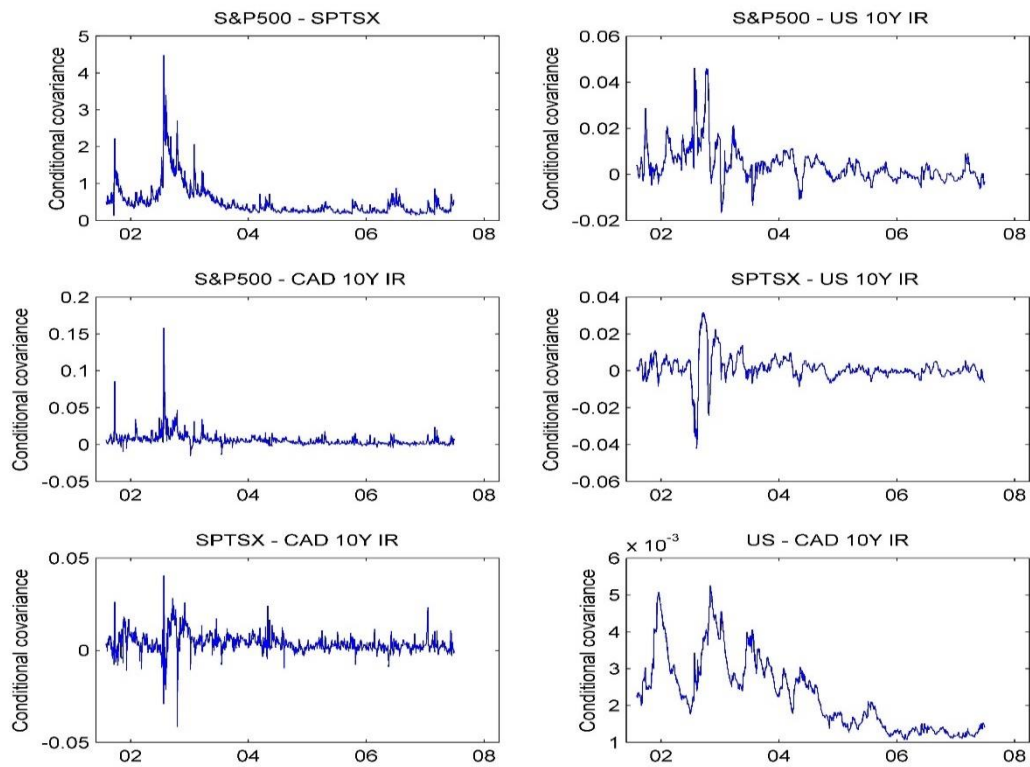 S&P500 - SPTSX
Conditional covariance
5
4
3
2
1
0
02 04 06 08
S&P500 - US 10Y IR
Conditional covariance
0.06
0.04
0.02
0
-0.02
02 04 06 08
S&P500 - CAD 10Y IR
Conditional covariance
0.2
0.15
0.1
0.05
0
-0.05
02 04 06 08
SPTSX - US 10Y IR
Conditional covariance
0.04
0.02
0
-0.02
-0.04
-0.06
02 04 06 08
SPTSX - CAD 10Y IR
Conditional covariance
0.05
0
-0.05
02 04 06 08
US - CAD 10Y IR
Conditional covariance
× 10⁻³
6
5
4
3
2
1
02 04 06 08